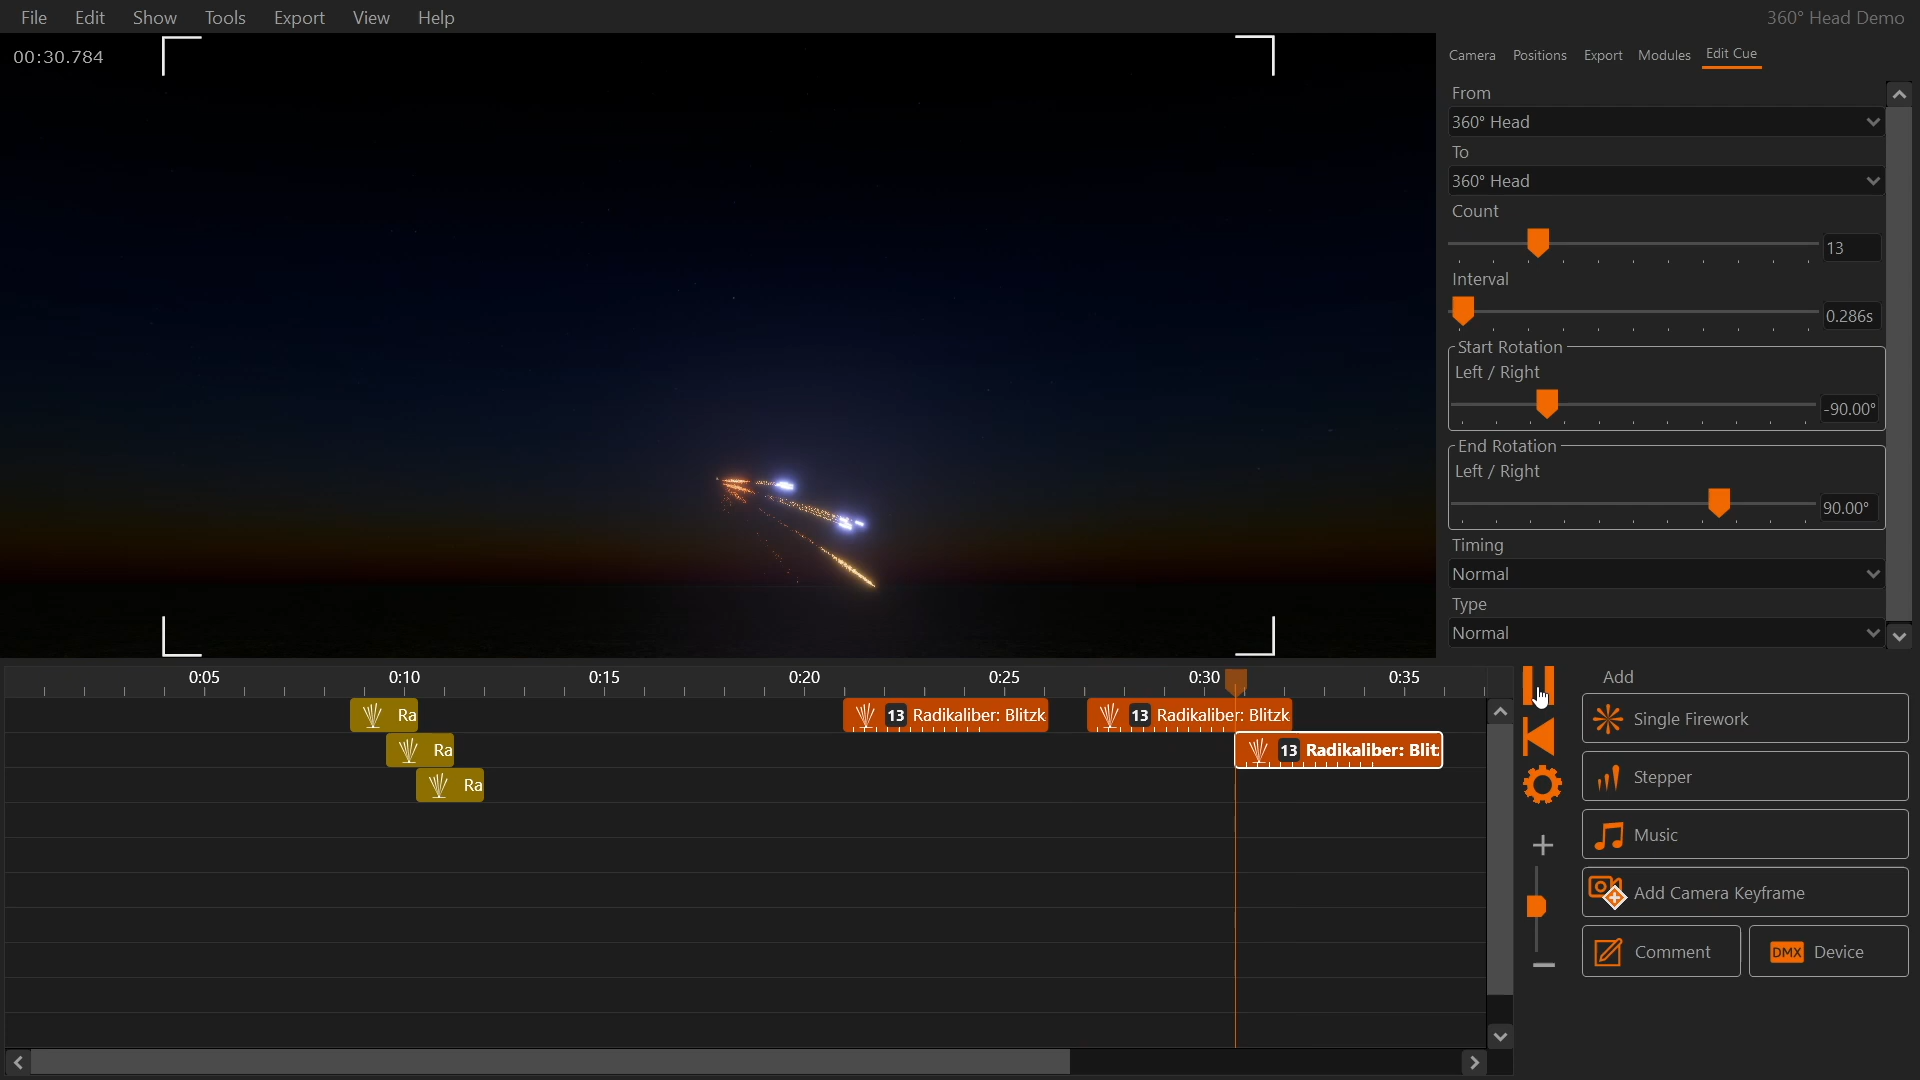 File Edit Show Tools Export View Help 360° Head Demo
00:30.784
Camera Positions Export Modules Edit Cue
From
360° Head
To
360° Head
Count
13
Interval
0.286s
Start Rotation
Left / Right
-90.00°
End Rotation
Left / Right
90.00°
Timing
Normal
Type
Normal
0:05 0:10 0:15 0:20 0:25 0:30 0:35
Ra 13 Radikaliber: Blitzk 13 Radikaliber: Blitzk
Ra 13 Radikaliber: Blit
Ra
Add
Single Firework
Stepper
Music
Add Camera Keyframe
Comment DMX Device